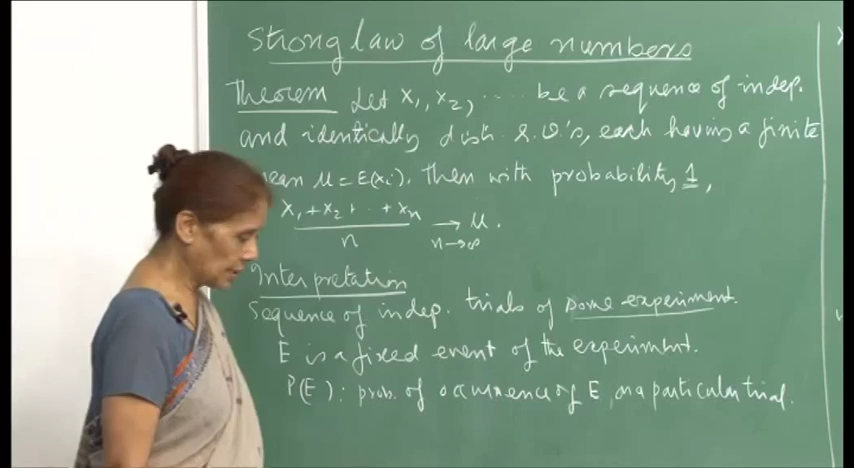 Strong law of large numbers
Theorem Let X₁, X₂, ..... be a sequence of indep.
and identically distr. r.v.'s, each having a finite
mean μ = E(Xᵢ). Then with probability 1,
X₁ + X₂ + .. + Xₙ
n
→ μ.
n→∞
Interpretation
Sequence of indep. trials of some experiment.
E is a fixed event of the experiment.
P(E) : prob. of occurrence of E, on a particular trial.